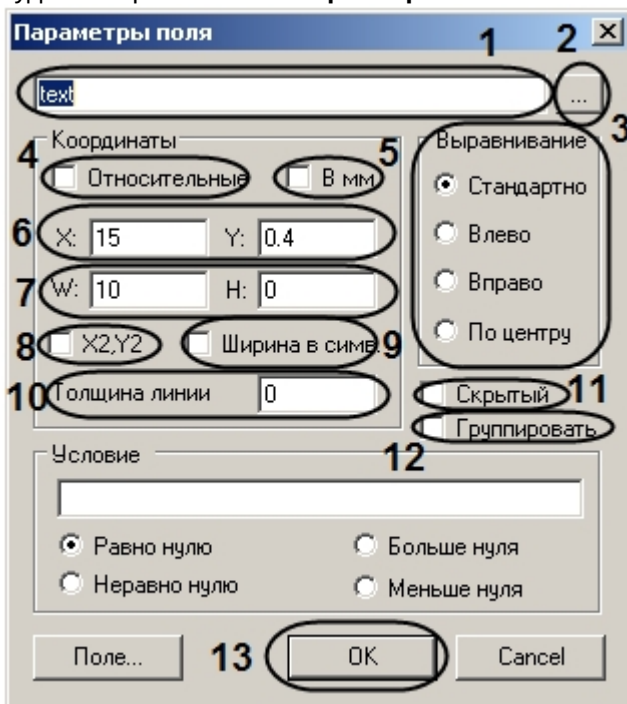 Параметры поля
1 2
text ...
3
Координаты Выравнивание
4 Относительные 5 В мм Стандартно
6 X: 15 Y: 0.4 Влево
7 W: 10 H: 0 Вправо
8 X2,Y2 Ширина в симв. 9 По центру
10 Толщина линии 0 Скрытый 11
Группировать
Условие 12
Равно нулю Больше нуля
Неравно нулю Меньше нуля
Поле... 13 OK Cancel